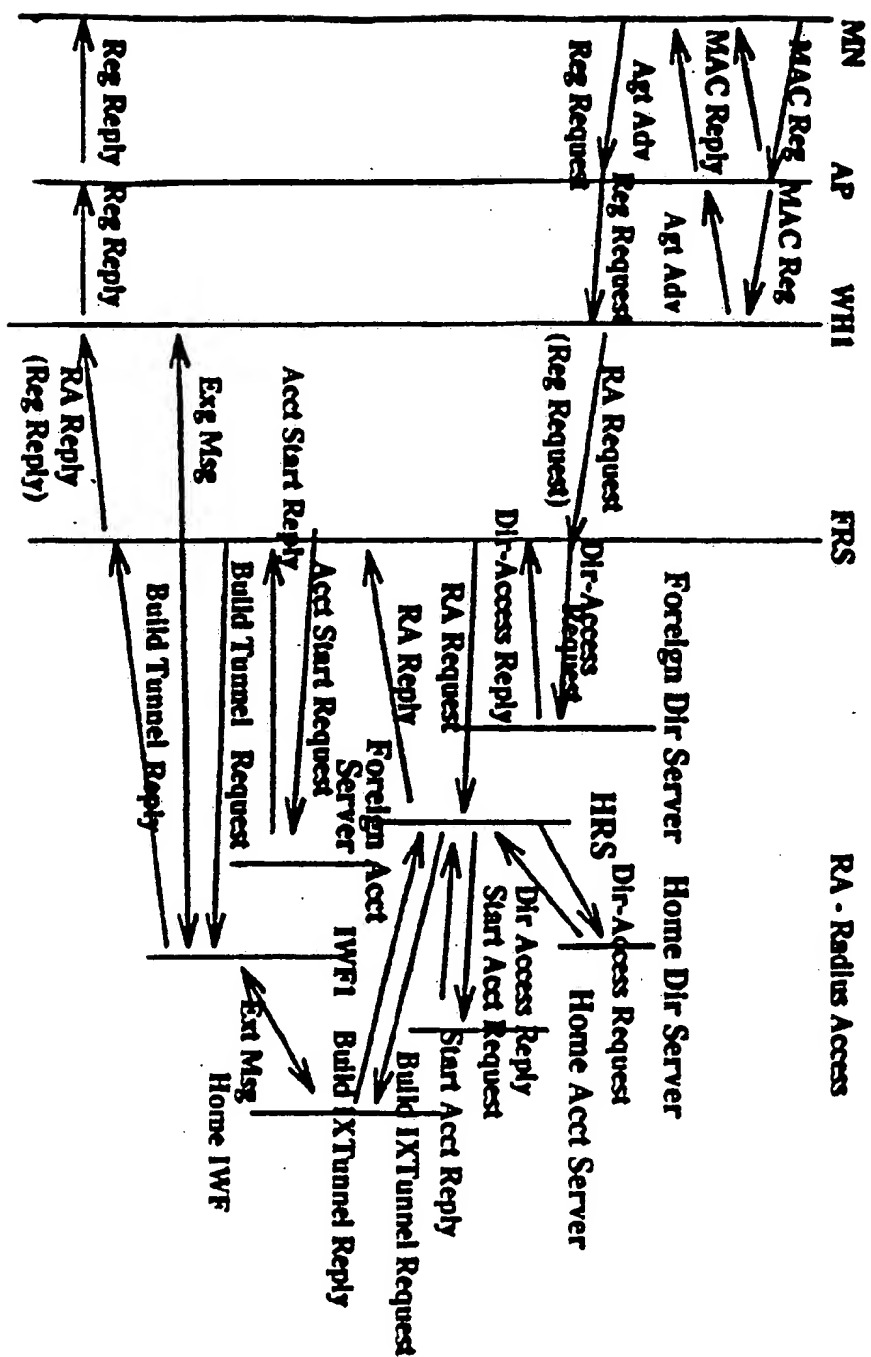 MN
AP
WH1
FRS
RA - Radius Access
Foreign Dir Server
Home Dir Server
MAC Reg
MAC Reg
MAC Reply
Agt Adv
Agt Adv
Reg Request
Reg Request
RA Request
(Reg Request)
Dir-Access
Request
Dir-Access Reply
HRS
Dir-Access Request
Dir Access Reply
Home Acct Server
RA Request
Start Acct Request
Start Acct Reply
Build IXTunnel Request
Build IXTunnel Reply
RA Reply
Foreign Acct
Server
Acct Start Request
Acct Start Reply
IWF1
Build Tunnel Request
Ext Msg
Home IWF
Exg Msg
Build Tunnel Reply
RA Reply
(Reg Reply)
Reg Reply
Reg Reply